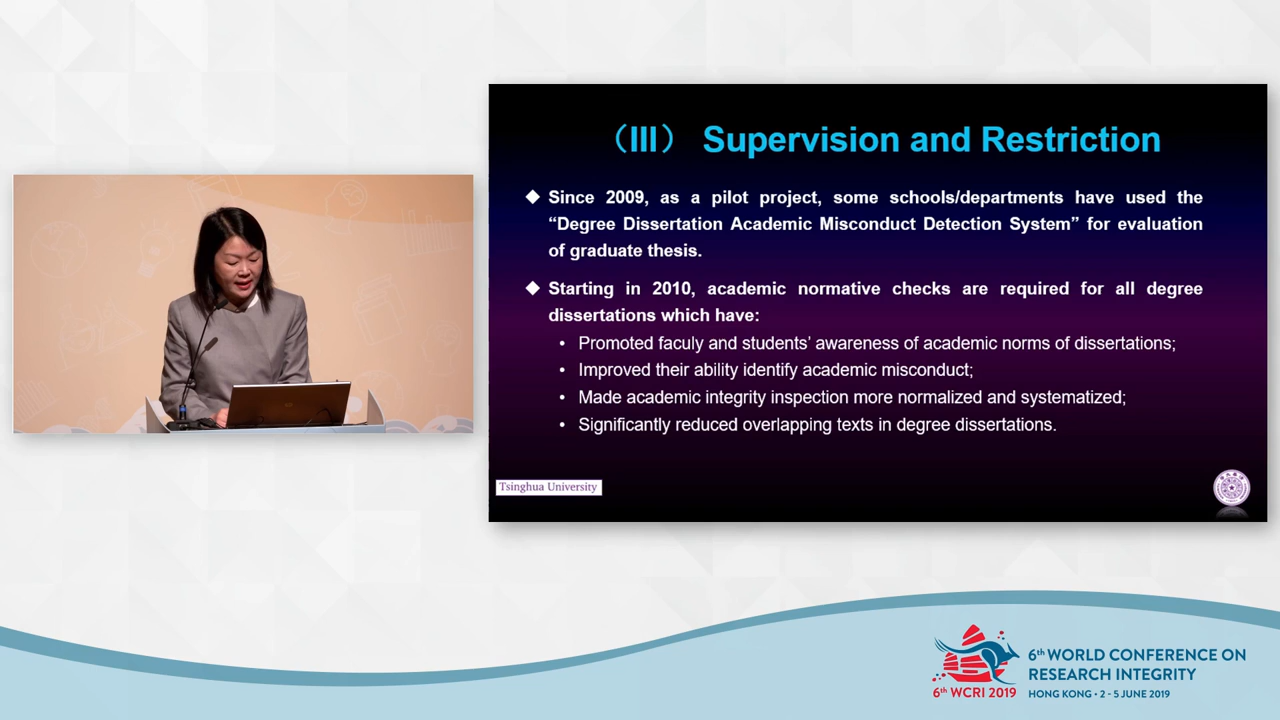 （III） Supervision and Restriction
◆ Since 2009, as a pilot project, some schools/departments have used the
“Degree Dissertation Academic Misconduct Detection System” for evaluation
of graduate thesis.
◆ Starting in 2010, academic normative checks are required for all degree
dissertations which have:
• Promoted faculy and students’ awareness of academic norms of dissertations;
• Improved their ability identify academic misconduct;
• Made academic integrity inspection more normalized and systematized;
• Significantly reduced overlapping texts in degree dissertations.
Tsinghua University
6th WCRI 2019
6th WORLD CONFERENCE ON
RESEARCH INTEGRITY
HONG KONG • 2 - 5 JUNE 2019